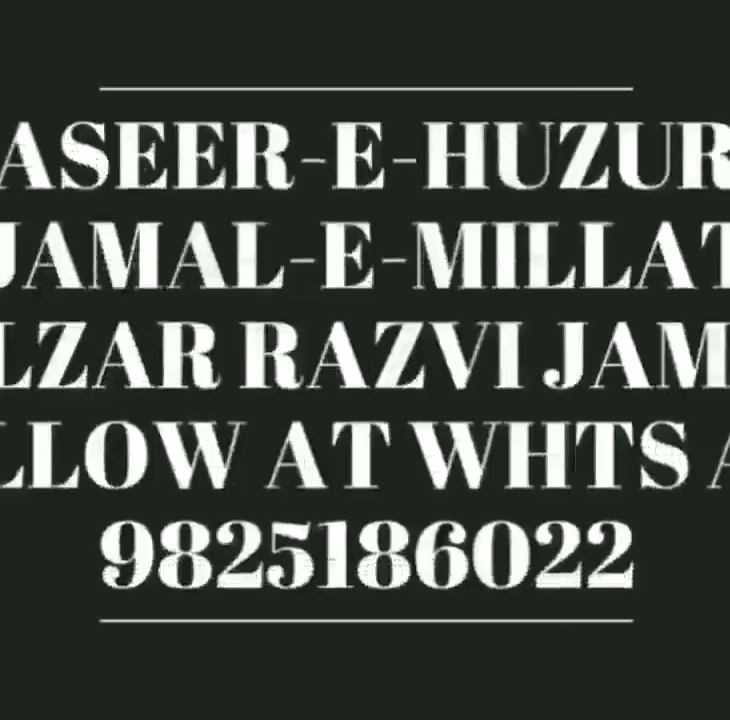 ASEER-E-HUZUR
JAMAL-E-MILLAT
LZAR RAZVI JAM
LLOW AT WHTS A
9825186022